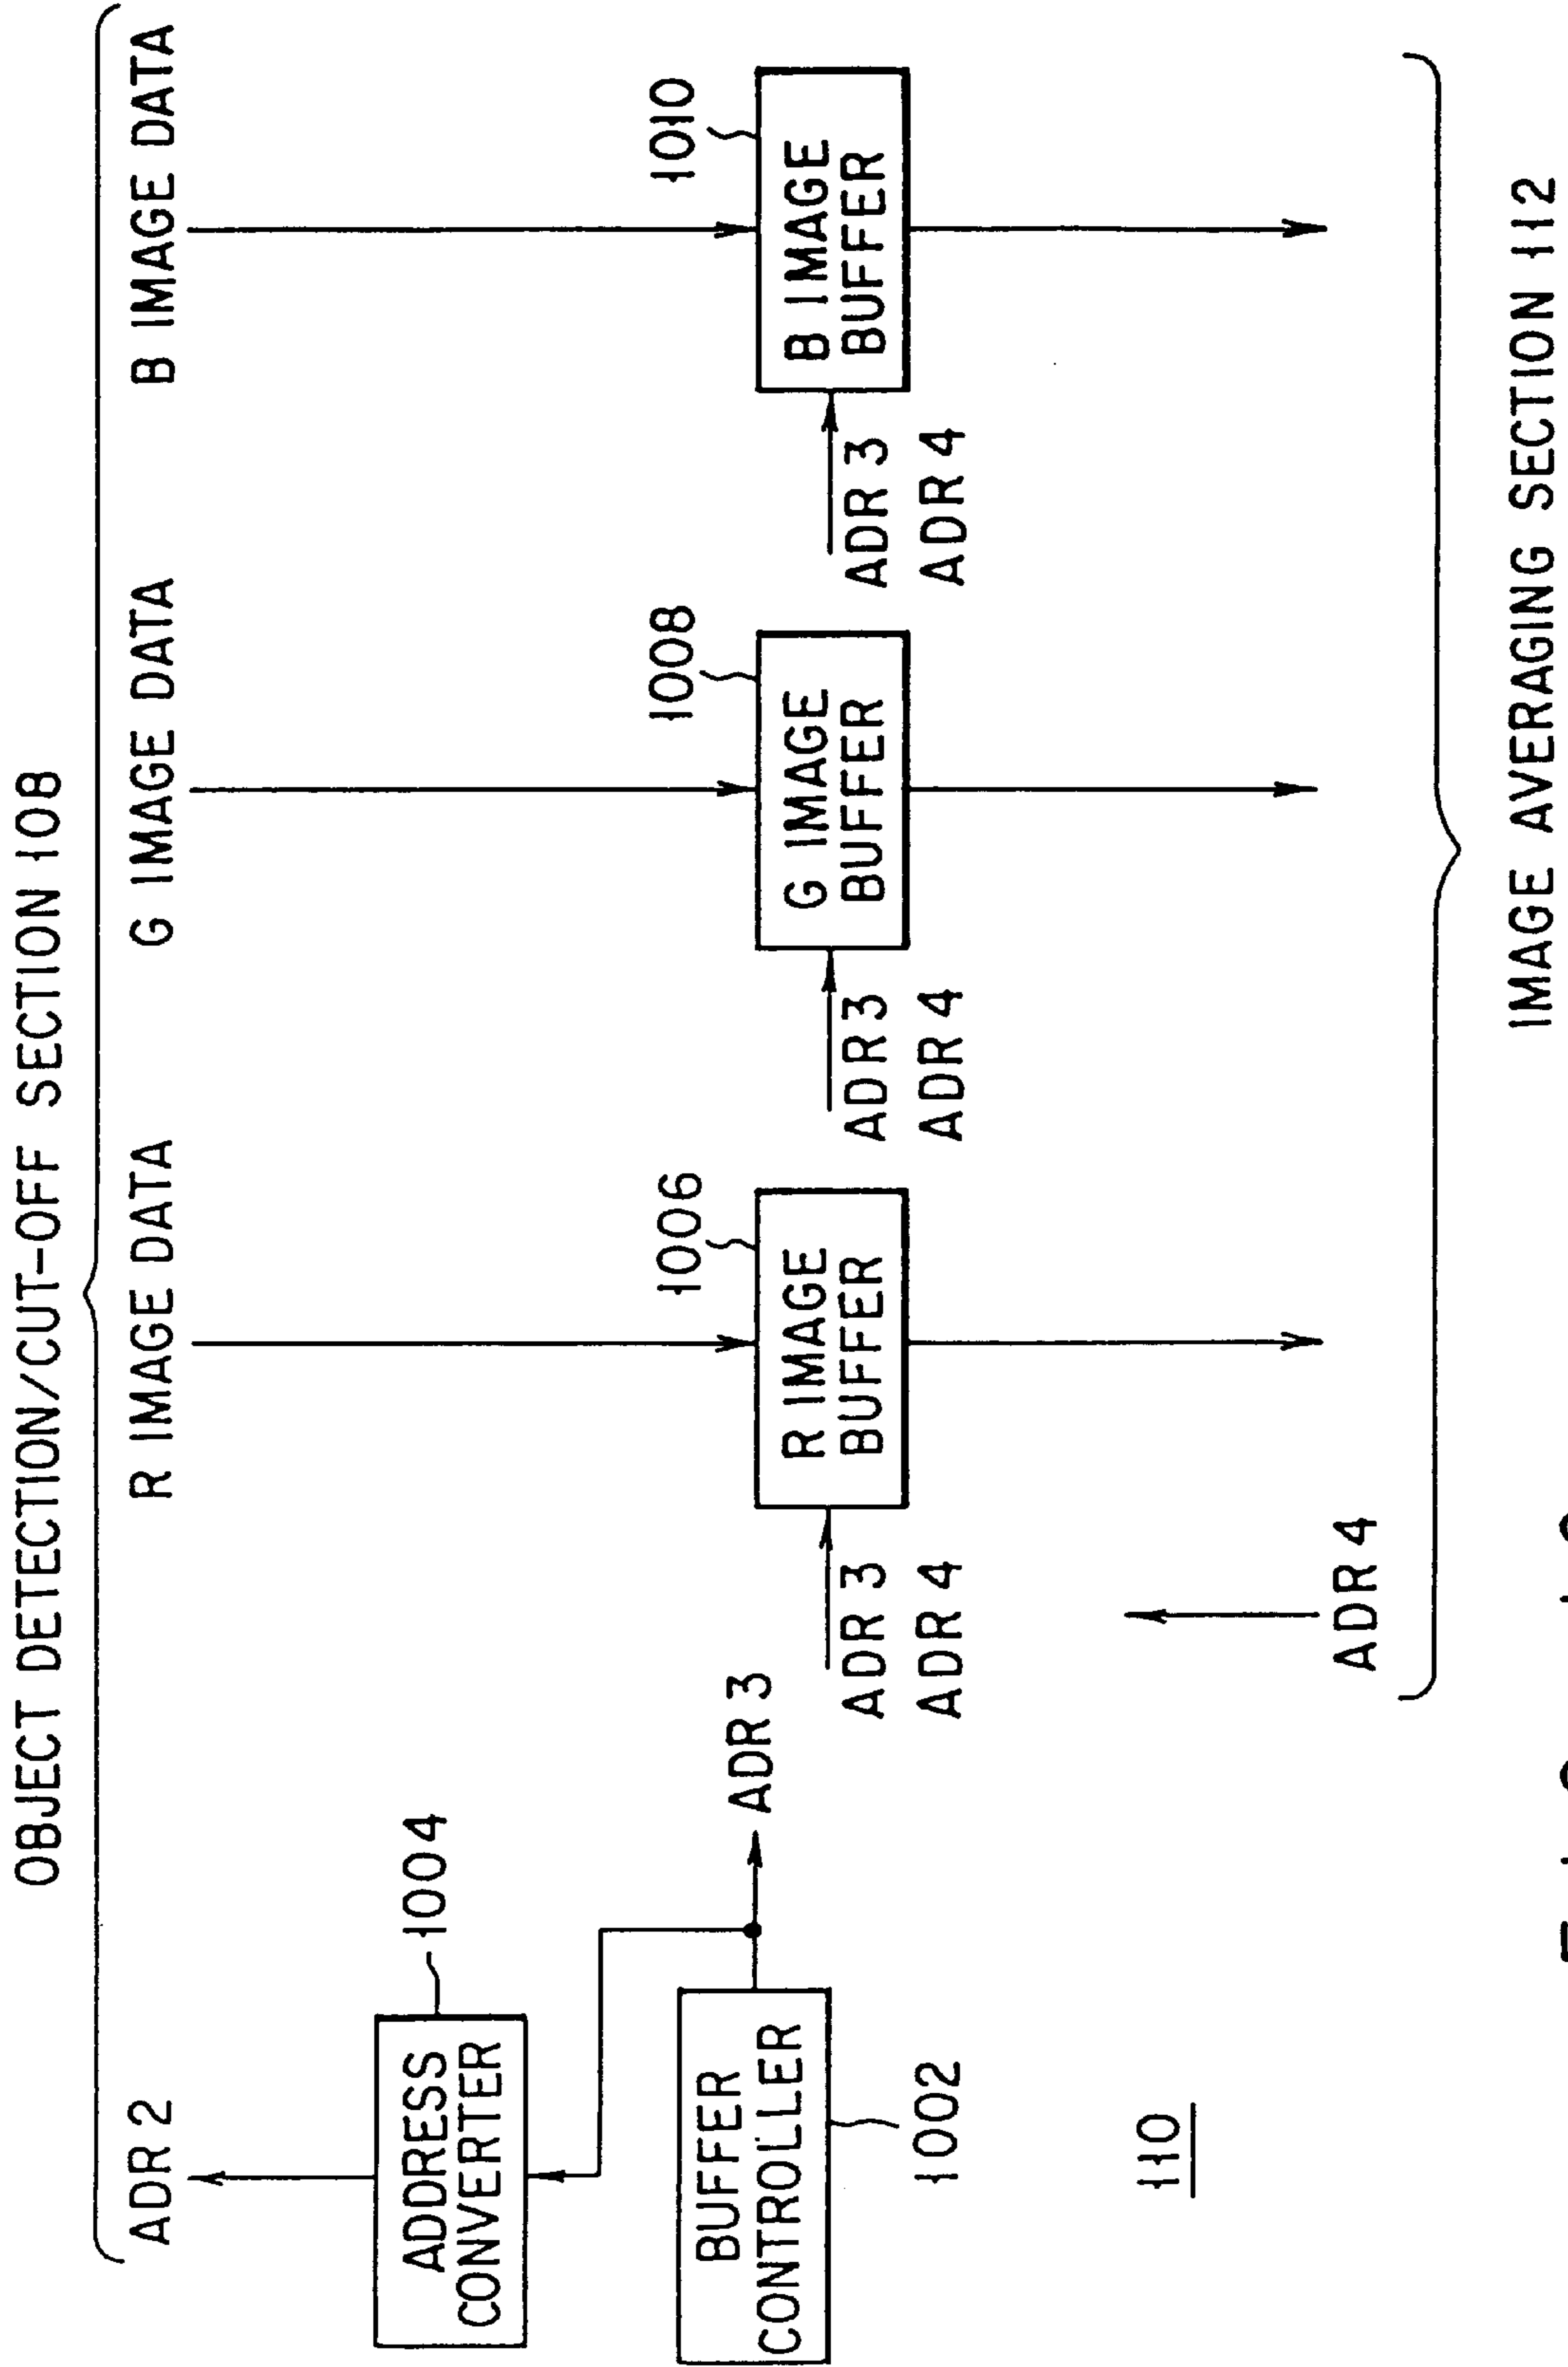 OBJECT DETECTION/CUT-OFF SECTION 108
ADR 2
R IMAGE DATA
G IMAGE DATA
B IMAGE DATA
ADDRESS
CONVERTER
1004
BUFFER
CONTROLLER
1002
ADR 3
1006
R IMAGE
BUFFER
ADR 3
ADR 4
1008
G IMAGE
BUFFER
ADR 3
ADR 4
1010
B IMAGE
BUFFER
ADR 3
ADR 4
110
ADR 4
IMAGE AVERAGING SECTION 112